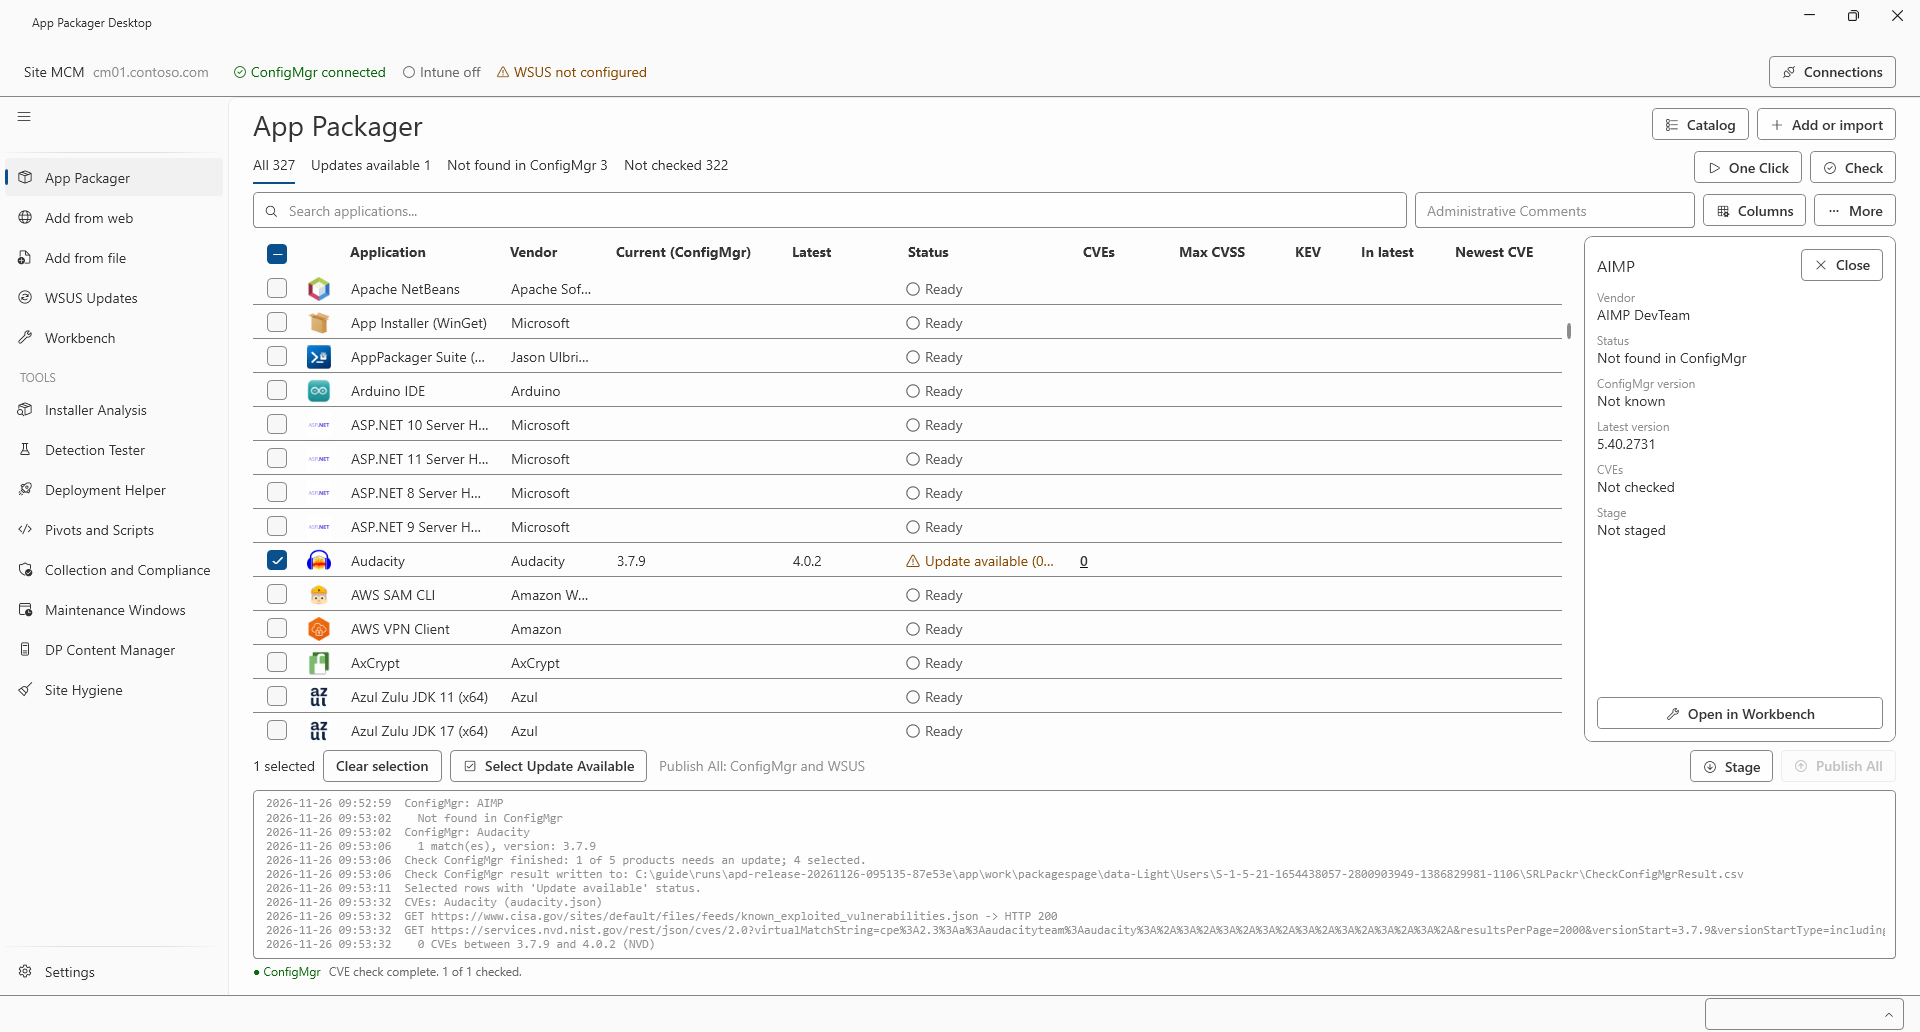 App Packager Desktop
Site MCM cm01.contoso.com ConfigMgr connected Intune off WSUS not configured Connections
App Packager
Add from web
Add from file
WSUS Updates
Workbench
TOOLS
Installer Analysis
Detection Tester
Deployment Helper
Pivots and Scripts
Collection and Compliance
Maintenance Windows
DP Content Manager
Site Hygiene
Settings
App Packager
Catalog Add or import
All 327 Updates available 1 Not found in ConfigMgr 3 Not checked 322
One Click Check
Search applications... Administrative Comments Columns More
Application Vendor Current (ConfigMgr) Latest Status CVEs Max CVSS KEV In latest Newest CVE
Apache NetBeans Apache Sof... Ready
App Installer (WinGet) Microsoft Ready
AppPackager Suite (... Jason Ulbri... Ready
Arduino IDE Arduino Ready
ASP.NET ASP.NET 10 Server H... Microsoft Ready
ASP.NET ASP.NET 11 Server H... Microsoft Ready
ASP.NET ASP.NET 8 Server H... Microsoft Ready
ASP.NET ASP.NET 9 Server H... Microsoft Ready
Audacity Audacity 3.7.9 4.0.2 Update available (0... 0
AWS SAM CLI Amazon W... Ready
AWS VPN Client Amazon Ready
AxCrypt AxCrypt Ready
azul Azul Zulu JDK 11 (x64) Azul Ready
azul Azul Zulu JDK 17 (x64) Azul Ready
AIMP Close
Vendor
AIMP DevTeam
Status
Not found in ConfigMgr
ConfigMgr version
Not known
Latest version
5.40.2731
CVEs
Not checked
Stage
Not staged
Open in Workbench
1 selected Clear selection Select Update Available Publish All: ConfigMgr and WSUS Stage Publish All
2026-11-26 09:52:59 ConfigMgr: AIMP
2026-11-26 09:53:02 Not found in ConfigMgr
2026-11-26 09:53:02 ConfigMgr: Audacity
2026-11-26 09:53:06 1 match(es), version: 3.7.9
2026-11-26 09:53:06 Check ConfigMgr finished: 1 of 5 products needs an update; 4 selected.
2026-11-26 09:53:06 Check ConfigMgr result written to: C:\guide\runs\apd-release-20261126-095135-87e53e\app\work\packagespage\data-Light\Users\S-1-5-21-1654438057-2800903949-1386829981-1106\SRLPackr\CheckConfigMgrResult.csv
2026-11-26 09:53:11 Selected rows with 'Update available' status.
2026-11-26 09:53:32 CVEs: Audacity (audacity.json)
2026-11-26 09:53:32 GET https://www.cisa.gov/sites/default/files/feeds/known_exploited_vulnerabilities.json -> HTTP 200
2026-11-26 09:53:32 GET https://services.nvd.nist.gov/rest/json/cves/2.0?virtualMatchString=cpe%3A2.3%3Aa%3Aaudacityteam%3Aaudacity%3A%2A%3A%2A%3A%2A%3A%2A%3A%2A%3A%2A%3A%2A%3A%2A&resultsPerPage=2000&versionStart=3.7.9&versionStartType=including
2026-11-26 09:53:32 0 CVEs between 3.7.9 and 4.0.2 (NVD)
ConfigMgr CVE check complete. 1 of 1 checked.